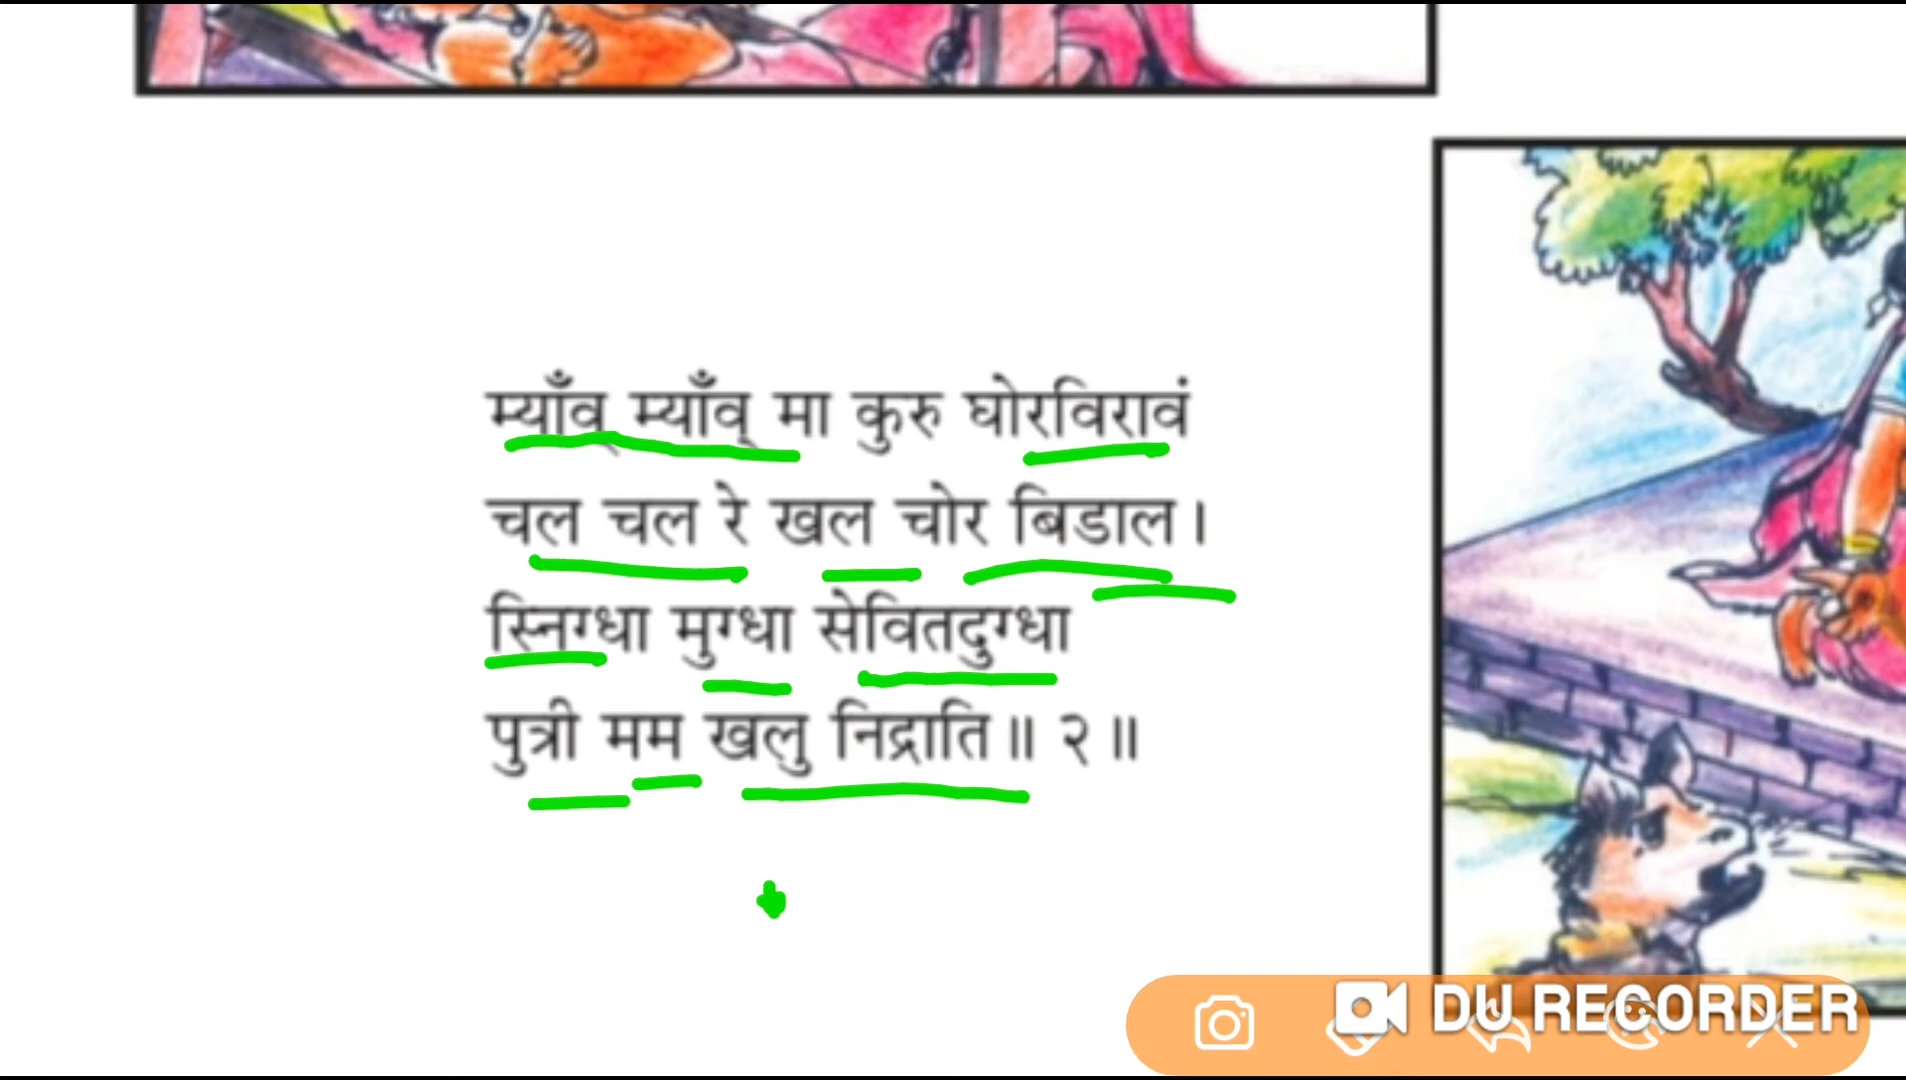 म्याँव् म्याँव् मा कुरु घोरविरावं
चल चल रे खल चोर बिडाल।
स्निग्धा मुग्धा सेवितदुग्धा
पुत्री मम खलु निद्राति॥ २ ॥
DU RECORDER